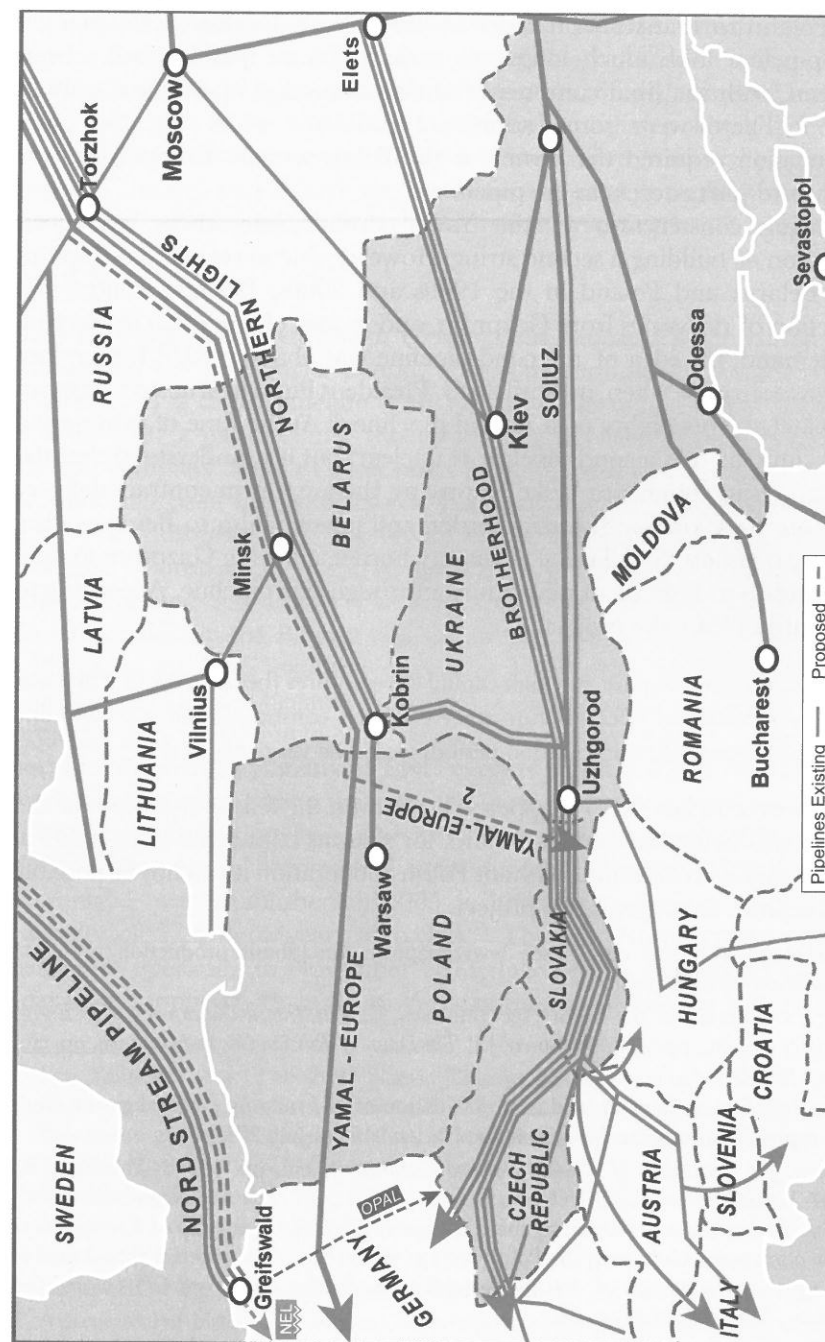 SWEDEN
NORD STREAM PIPELINE
Greifswald
NEL
OPAL
GERMANY
LATVIA
LITHUANIA
Vilnius
RUSSIA
Torzhok
Moscow
NORTHERN LIGHTS
Minsk
BELARUS
Kobrin
YAMAL - EUROPE
Warsaw
POLAND
YAMAL-EUROPE
2
Elets
UKRAINE
BROTHERHOOD
Kiev
SOIUZ
Uzhgorod
SLOVAKIA
CZECH
REPUBLIC
AUSTRIA
HUNGARY
SLOVENIA
CROATIA
ITALY
ROMANIA
MOLDOVA
Bucharest
Odessa
Sevastopol
Pipelines Existing
Proposed